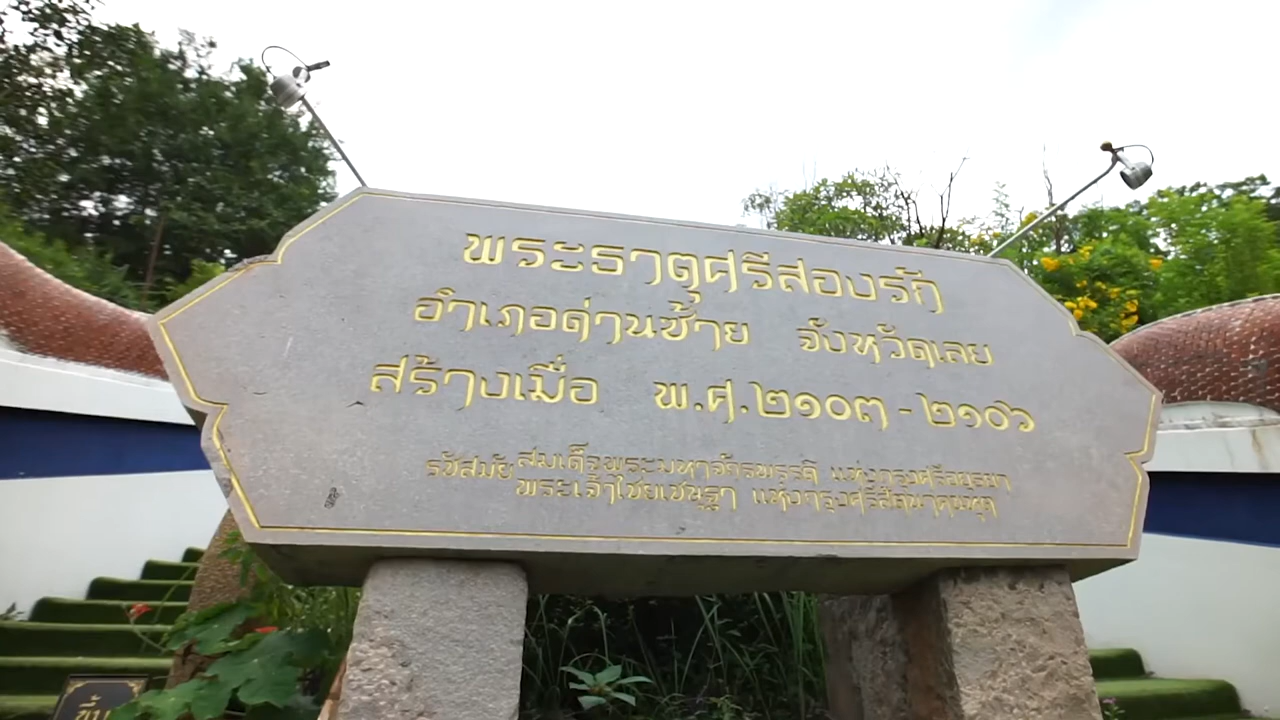 พระธาตุศรีสองรัก
อำเภอด่านซ้าย จังหวัดเลย
สร้างเมื่อ พ.ศ.๒๑๐๓ - ๒๑๐๖
รัชสมัย สมเด็จพระมหาจักรพรรดิ แห่งกรุงศรีอยุธยา
พระเจ้าไชยเชษฐา แห่งกรุงศรีสัตนาคนหุต
ขึ้น